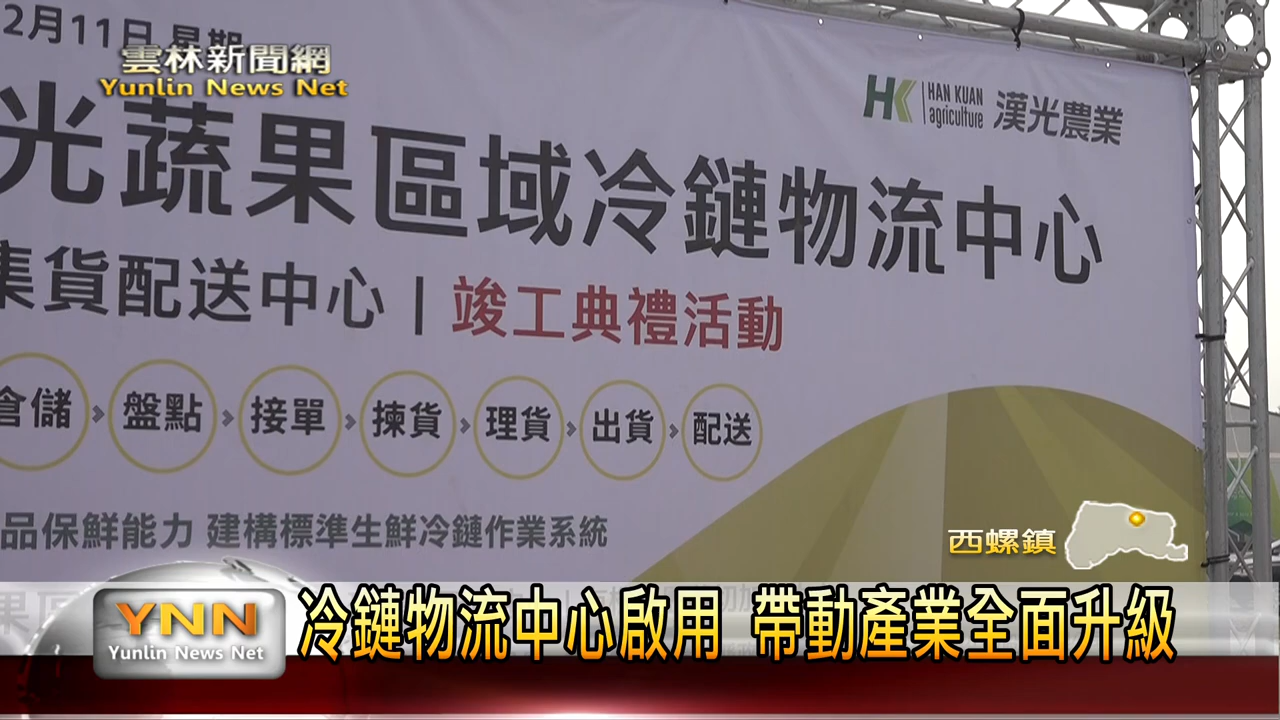 2月11日 星期
雲林新聞網
Yunlin News Net
HK HAN KUAN agriculture 漢光農業
光蔬果區域冷鏈物流中心
集貨配送中心 | 竣工典禮活動
倉儲 › 盤點 › 接單 › 揀貨 › 理貨 › 出貨 › 配送
品保鮮能力 建構標準生鮮冷鏈作業系統
西螺鎮
YNN
Yunlin News Net
冷鏈物流中心啟用 帶動產業全面升級